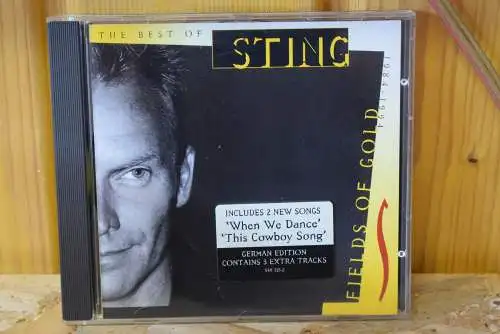 THE BEST OF STING
FIELDS OF GOLD
1984-1994
INCLUDES 2 NEW SONGS
'When We Dance'
'This Cowboy Song'
GERMAN EDITION
CONTAINS 3 EXTRA TRACKS